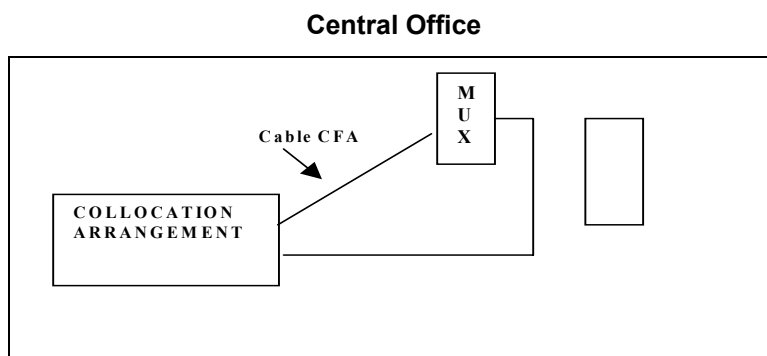 Central Office
M
U
X
Cable CFA
COLLOCATION
ARRANGEMENT